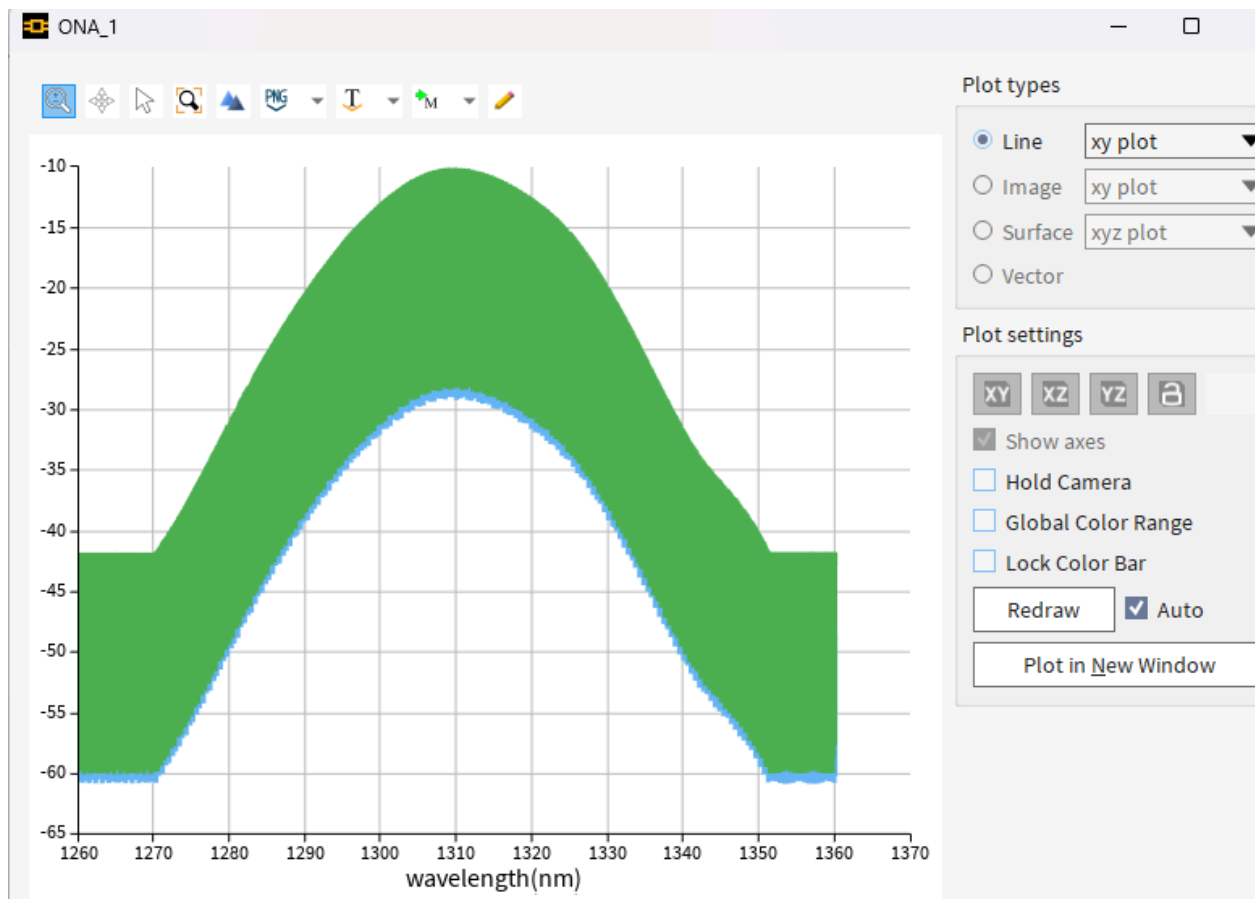 ONA_1
PNG
T
M
-10
-15
-20
-25
-30
-35
-40
-45
-50
-55
-60
-65
1260 1270 1280 1290 1300 1310 1320 1330 1340 1350 1360 1370
wavelength(nm)
Plot types
Line xy plot
Image xy plot
Surface xyz plot
Vector
Plot settings
XY XZ YZ a
Show axes
Hold Camera
Global Color Range
Lock Color Bar
Redraw Auto
Plot in New Window